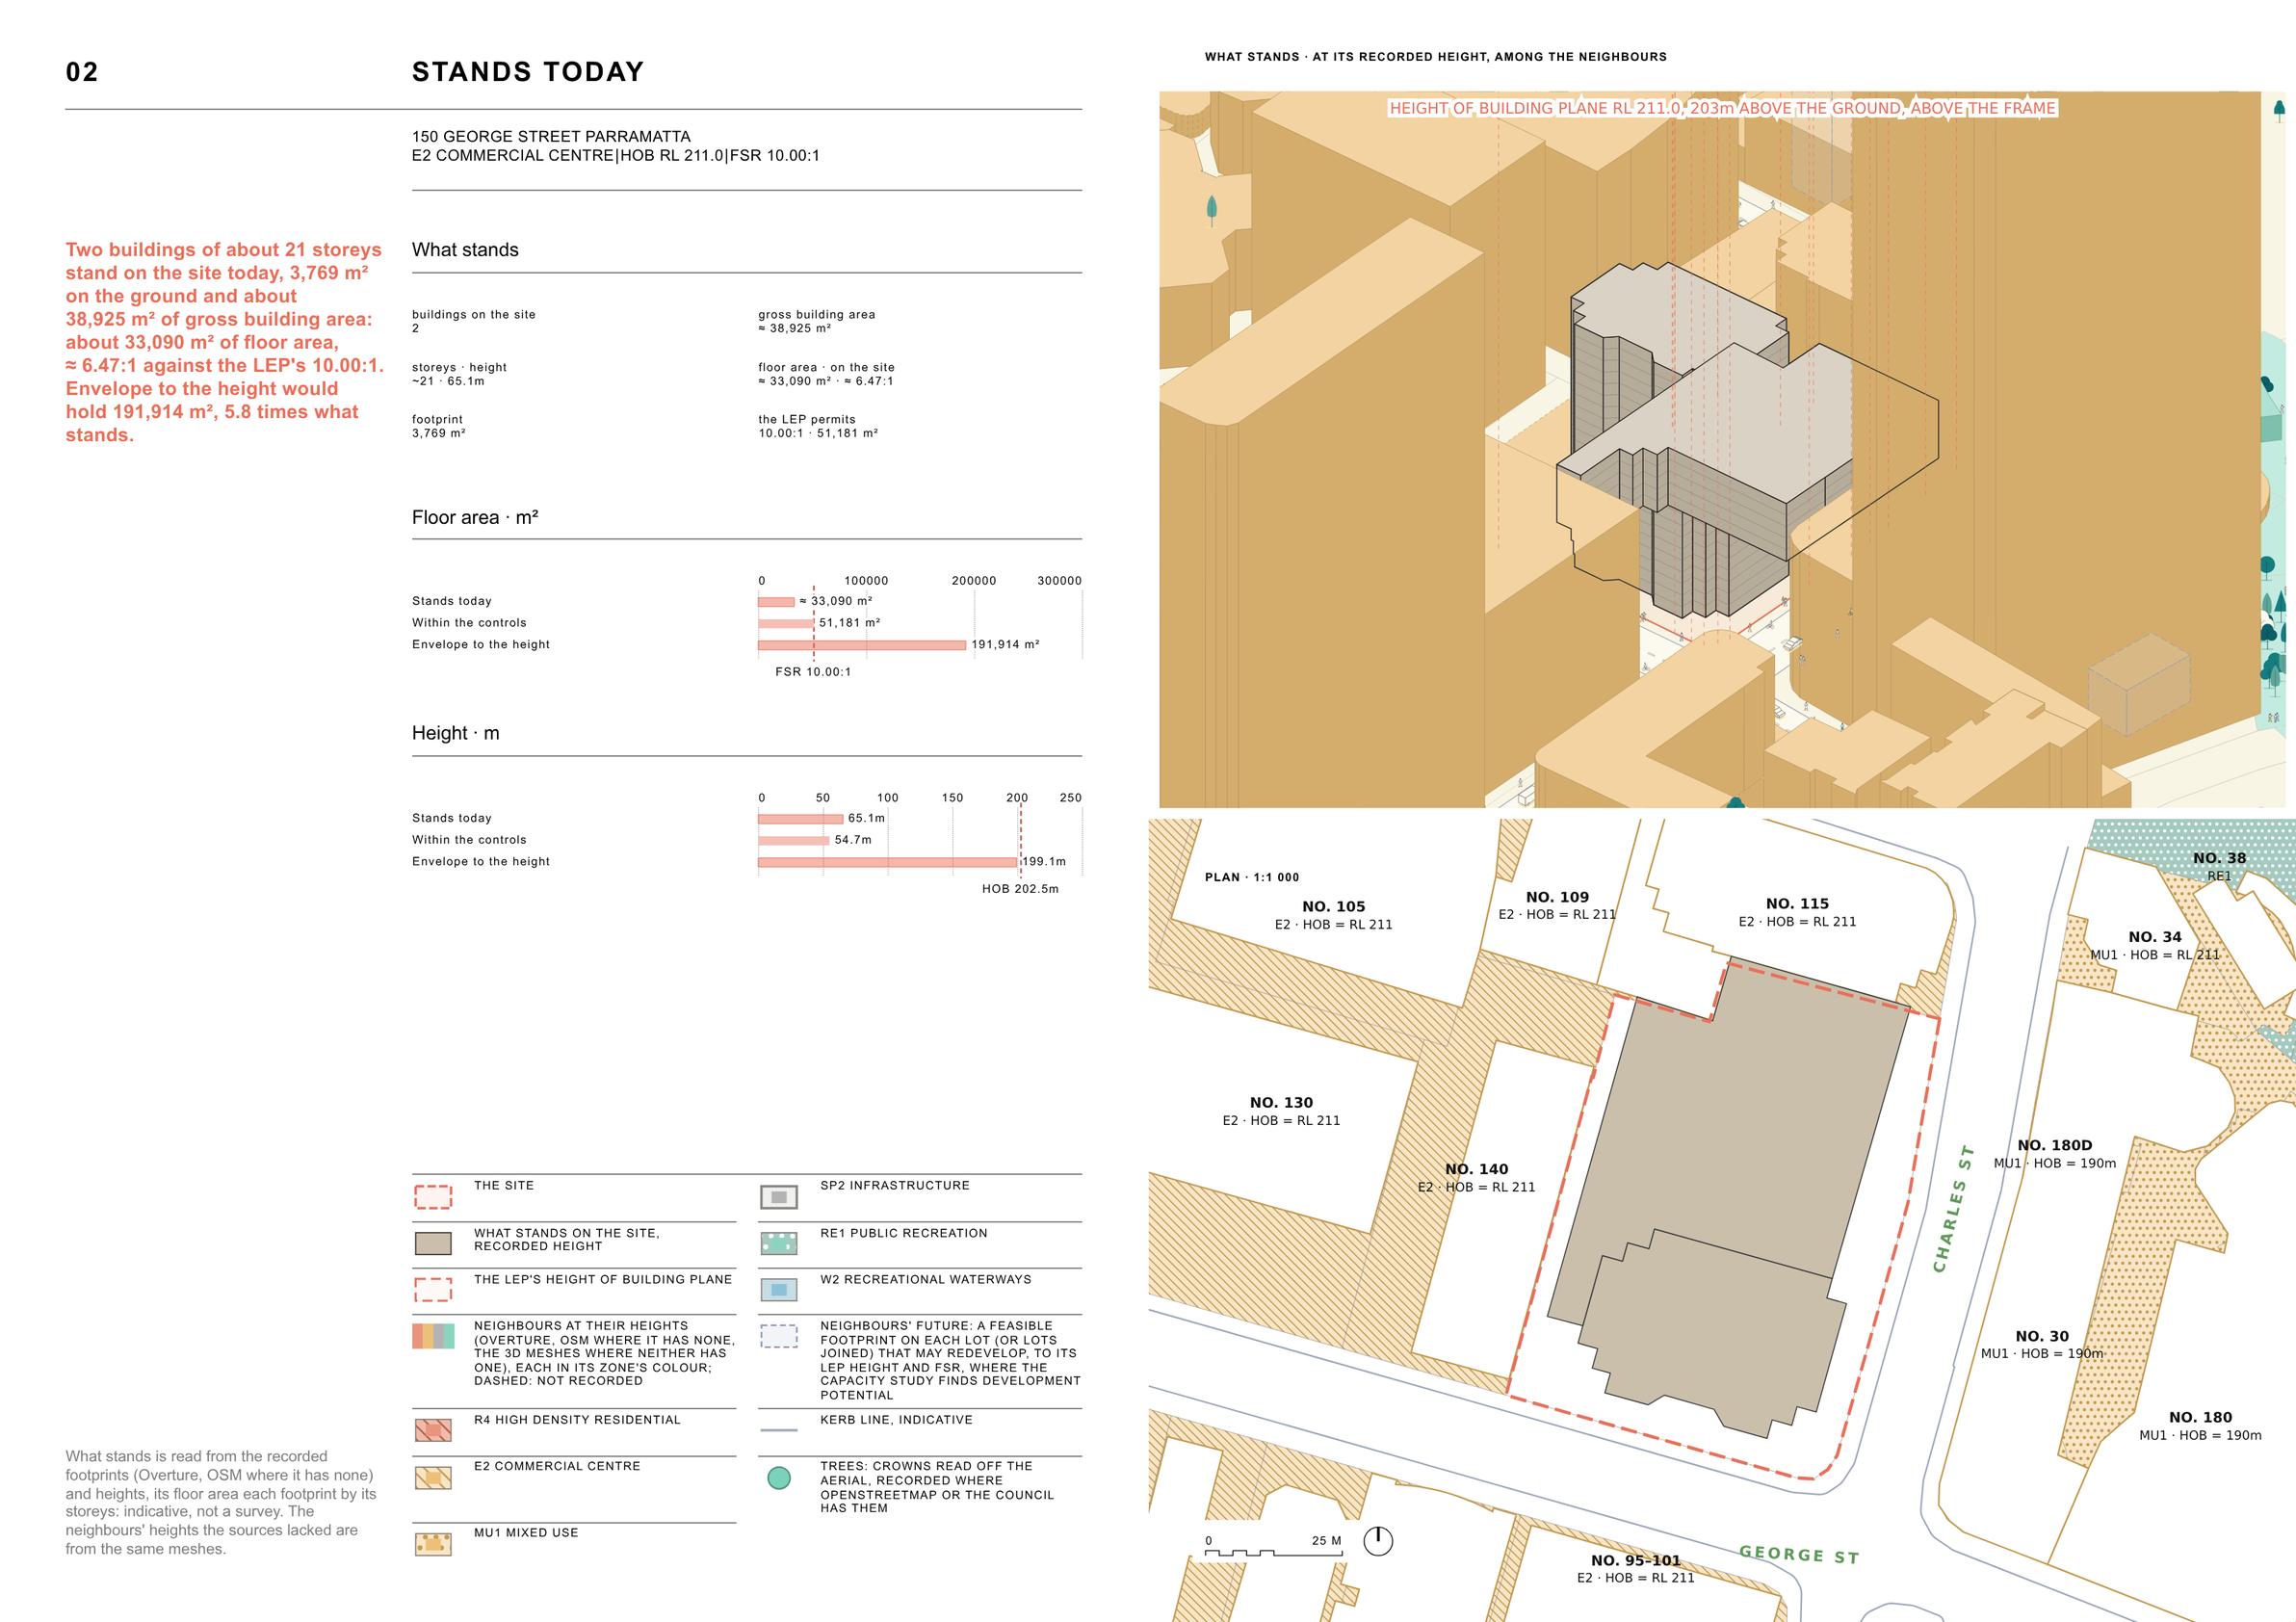 02
STANDS TODAY
150 GEORGE STREET PARRAMATTA
E2 COMMERCIAL CENTRE|HOB RL 211.0|FSR 10.00:1
Two buildings of about 21 storeys
stand on the site today, 3,769 m²
on the ground and about
38,925 m² of gross building area:
about 33,090 m² of floor area,
≈ 6.47:1 against the LEP's 10.00:1.
Envelope to the height would
hold 191,914 m², 5.8 times what
stands.
What stands
buildings on the site
2
gross building area
≈ 38,925 m²
storeys · height
~21 · 65.1m
floor area · on the site
≈ 33,090 m² · ≈ 6.47:1
footprint
3,769 m²
the LEP permits
10.00:1 · 51,181 m²
Floor area · m²
0 100000 200000 300000
Stands today ≈ 33,090 m²
Within the controls 51,181 m²
Envelope to the height 191,914 m²
FSR 10.00:1
Height · m
0 50 100 150 200 250
Stands today 65.1m
Within the controls 54.7m
Envelope to the height 199.1m
HOB 202.5m
THE SITE
WHAT STANDS ON THE SITE,
RECORDED HEIGHT
THE LEP'S HEIGHT OF BUILDING PLANE
NEIGHBOURS AT THEIR HEIGHTS
(OVERTURE, OSM WHERE IT HAS NONE,
THE 3D MESHES WHERE NEITHER HAS
ONE), EACH IN ITS ZONE'S COLOUR;
DASHED: NOT RECORDED
R4 HIGH DENSITY RESIDENTIAL
E2 COMMERCIAL CENTRE
MU1 MIXED USE
SP2 INFRASTRUCTURE
RE1 PUBLIC RECREATION
W2 RECREATIONAL WATERWAYS
NEIGHBOURS' FUTURE: A FEASIBLE
FOOTPRINT ON EACH LOT (OR LOTS
JOINED) THAT MAY REDEVELOP, TO ITS
LEP HEIGHT AND FSR, WHERE THE
CAPACITY STUDY FINDS DEVELOPMENT
POTENTIAL
KERB LINE, INDICATIVE
TREES: CROWNS READ OFF THE
AERIAL, RECORDED WHERE
OPENSTREETMAP OR THE COUNCIL
HAS THEM
What stands is read from the recorded
footprints (Overture, OSM where it has none)
and heights, its floor area each footprint by its
storeys: indicative, not a survey. The
neighbours' heights the sources lacked are
from the same meshes.
WHAT STANDS · AT ITS RECORDED HEIGHT, AMONG THE NEIGHBOURS
HEIGHT OF BUILDING PLANE RL 211.0, 203m ABOVE THE GROUND, ABOVE THE FRAME
PLAN · 1:1 000
NO. 105
E2 · HOB = RL 211
NO. 109
E2 · HOB = RL 211
NO. 115
E2 · HOB = RL 211
NO. 38
RE1
NO. 34
MU1 · HOB = RL 211
NO. 130
E2 · HOB = RL 211
NO. 140
E2 · HOB = RL 211
NO. 180D
MU1 · HOB = 190m
CHARLES ST
NO. 30
MU1 · HOB = 190m
NO. 180
MU1 · HOB = 190m
0 25 M
GEORGE ST
NO. 95–101
E2 · HOB = RL 211